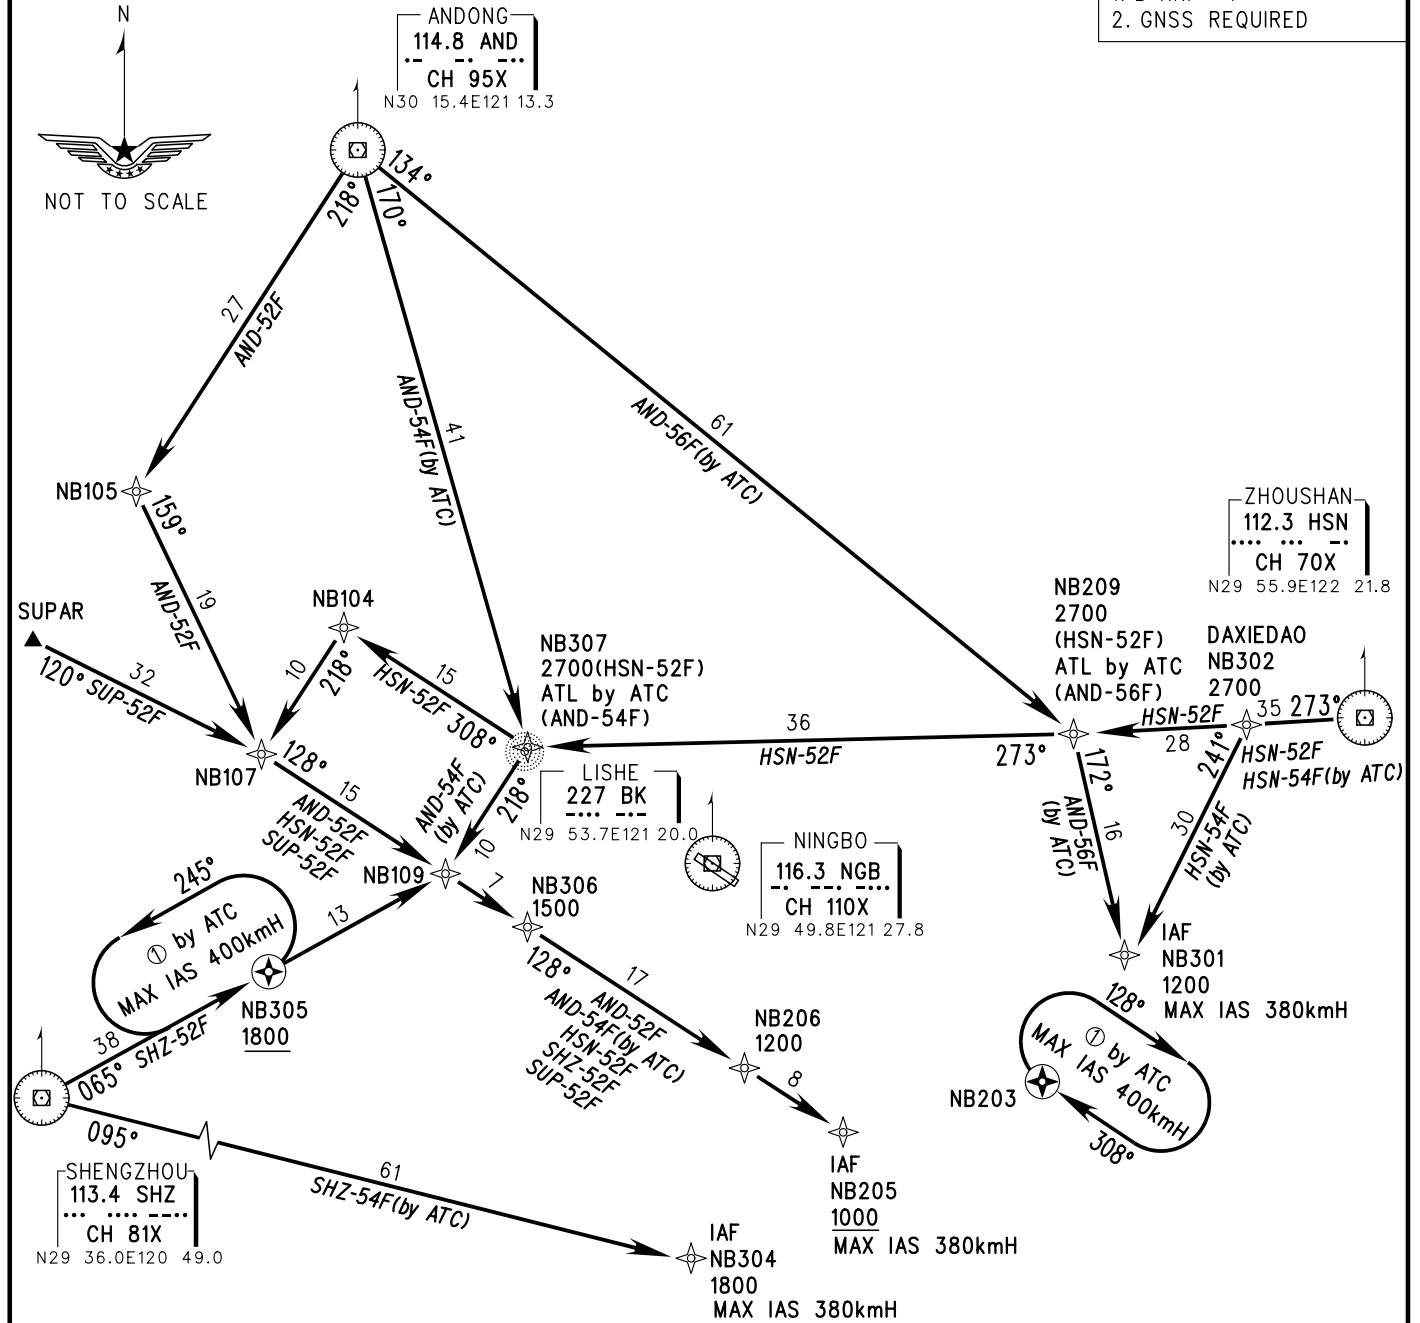 2. GNSS REQUIRED
N
NOT TO SCALE
ANDONG
114.8 AND
CH 95X
N30 15.4E121 13.3
134°
170°
218°
27
AND-52F
41
AND-54F(by ATC)
61
AND-56F(by ATC)
NB105
159°
19
AND-52F
SUPAR
32
120° SUP-52F
NB104
10
218°
15
HSN-52F 308°
NB307
2700(HSN-52F)
ATL by ATC
(AND-54F)
36
HSN-52F
273°
NB209
2700
(HSN-52F)
ATL by ATC
(AND-56F)
ZHOUSHAN
112.3 HSN
CH 70X
N29 55.9E122 21.8
DAXIEDAO
NB302
2700
35 273°
HSN-52F
28
HSN-52F
HSN-54F(by ATC)
241°
30
HSN-54F
(by ATC)
172°
16
AND-56F
(by ATC)
NB107
128°
15
AND-52F
HSN-52F
SUP-52F
AND-54F
(by ATC)
218°
10
LISHE
227 BK
N29 53.7E121 20.0
NINGBO
116.3 NGB
CH 110X
N29 49.8E121 27.8
NB109
7
NB306
1500
128°
17
AND-52F
AND-54F(by ATC)
HSN-52F
SHZ-52F
SUP-52F
245°
① by ATC
MAX IAS 400kmH
13
NB305
1800
38
065° SHZ-52F
NB206
1200
8
IAF
NB205
1000
MAX IAS 380kmH
IAF
NB301
1200
MAX IAS 380kmH
128°
① by ATC
MAX IAS 400kmH
NB203
308°
095°
61
SHZ-54F(by ATC)
SHENGZHOU
113.4 SHZ
CH 81X
N29 36.0E120 49.0
IAF
NB304
1800
MAX IAS 380kmH